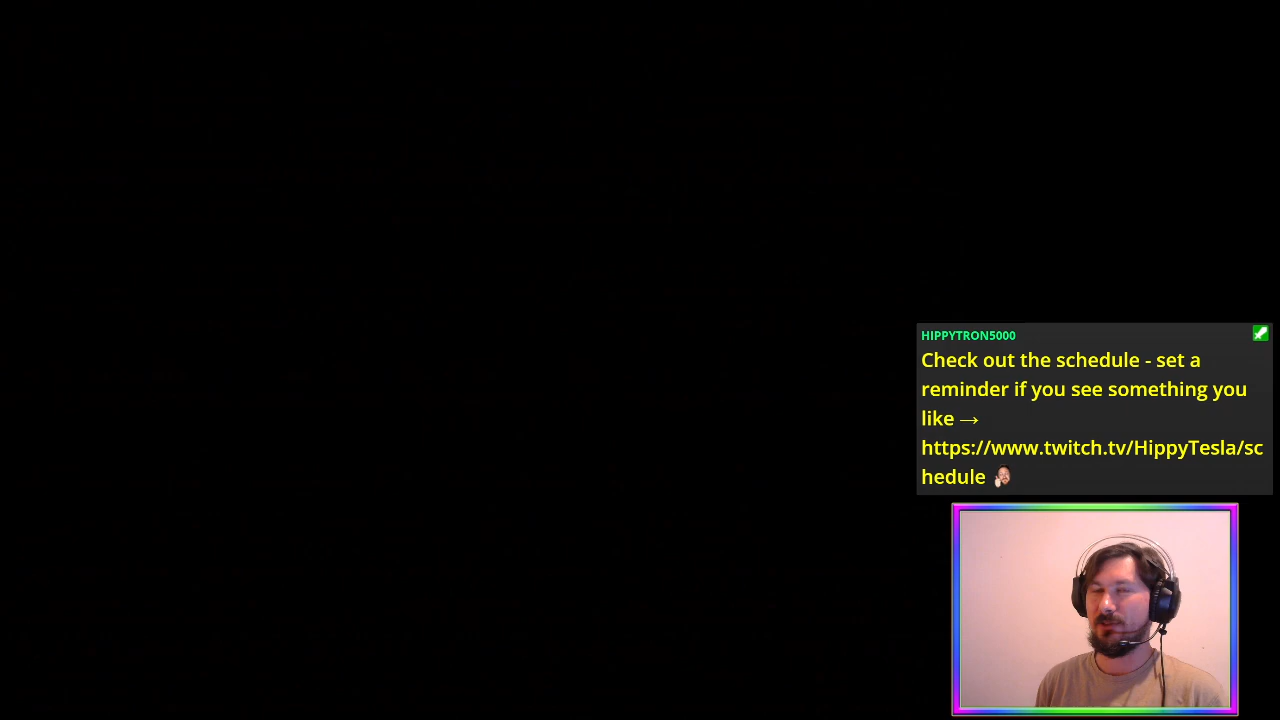 HIPPYTRON5000
Check out the schedule - set a
reminder if you see something you
like →
https://www.twitch.tv/HippyTesla/sc
hedule